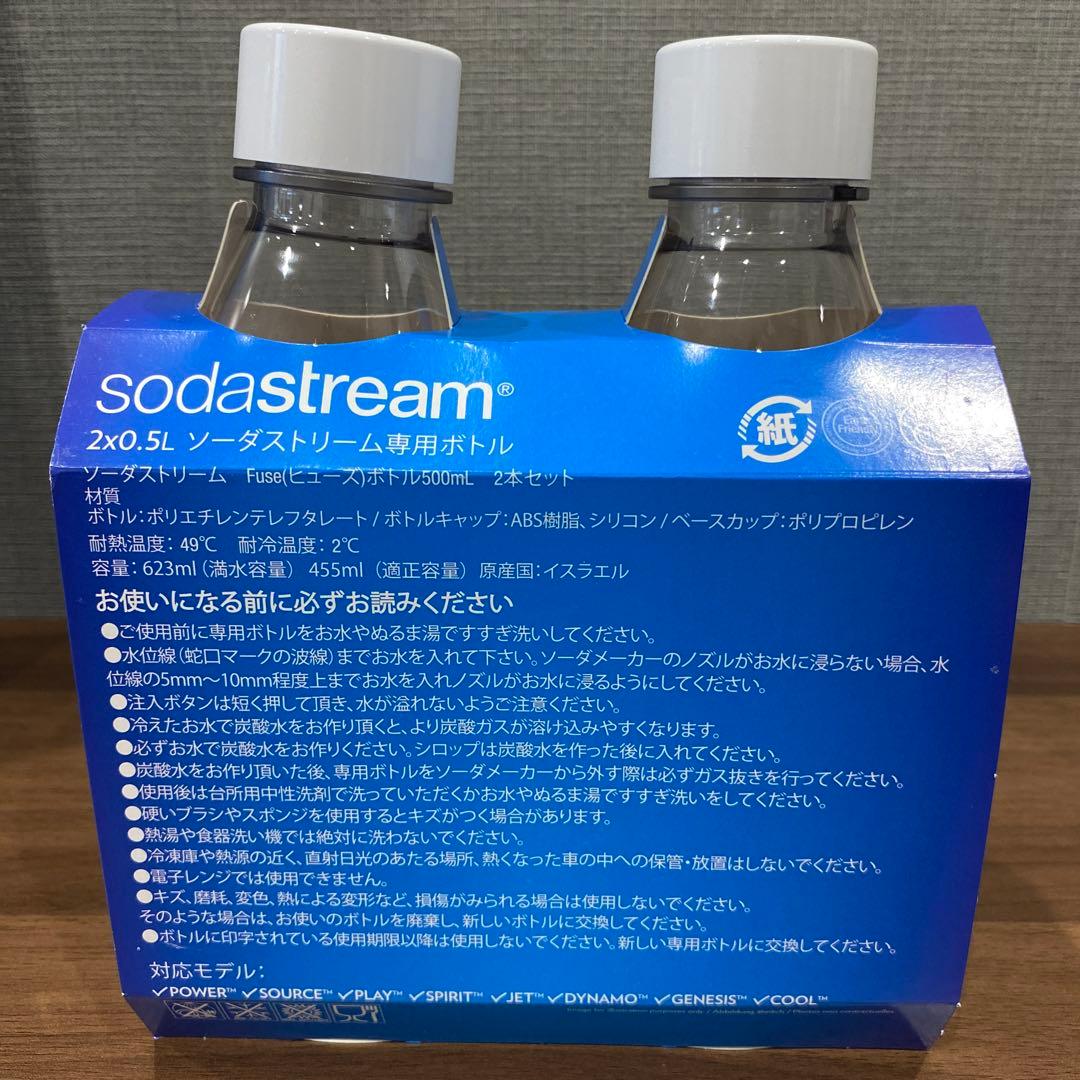 sodastream®
2x0.5L ソーダストリーム専用ボトル
紙
Earth Friendly
ソーダストリーム Fuse(ヒューズ)ボトル500mL 2本セット
材質
ボトル：ポリエチレンテレフタレート / ボトルキャップ：ABS樹脂、シリコン / ベースカップ：ポリプロピレン
耐熱温度：49℃ 耐冷温度：2℃
容量：623ml（満水容量） 455ml（適正容量）原産国：イスラエル
お使いになる前に必ずお読みください
●ご使用前に専用ボトルをお水やぬるま湯ですすぎ洗いしてください。
●水位線（蛇口マークの波線）までお水を入れて下さい。ソーダメーカーのノズルがお水に浸らない場合、水
位線の5mm〜10mm程度上までお水を入れノズルがお水に浸るようにしてください。
●注入ボタンは短く押して頂き、水が溢れないようご注意ください。
●冷えたお水で炭酸水をお作り頂くと、より炭酸ガスが溶け込みやすくなります。
●必ずお水で炭酸水をお作りください。シロップは炭酸水を作った後に入れてください。
●炭酸水をお作り頂いた後、専用ボトルをソーダメーカーから外す際は必ずガス抜きを行ってください。
●使用後は台所用中性洗剤で洗っていただくかお水やぬるま湯ですすぎ洗いをしてください。
●硬いブラシやスポンジを使用するとキズがつく場合があります。
●熱湯や食器洗い機では絶対に洗わないでください。
●冷凍庫や熱源の近く、直射日光のあたる場所、熱くなった車の中への保管・放置はしないでください。
●電子レンジでは使用できません。
●キズ、磨耗、変色、熱による変形など、損傷がみられる場合は使用しないでください。
そのような場合は、お使いのボトルを廃棄し、新しいボトルに交換してください。
●ボトルに印字されている使用期限以降は使用しないでください。新しい専用ボトルに交換してください。
対応モデル：
✓POWER™ ✓SOURCE™ ✓PLAY™ ✓SPIRIT™ ✓JET™ ✓DYNAMO™ ✓GENESIS™ ✓COOL™
Image for illustration purposes only / Abbildung ähnlich / Photos non contractuelles